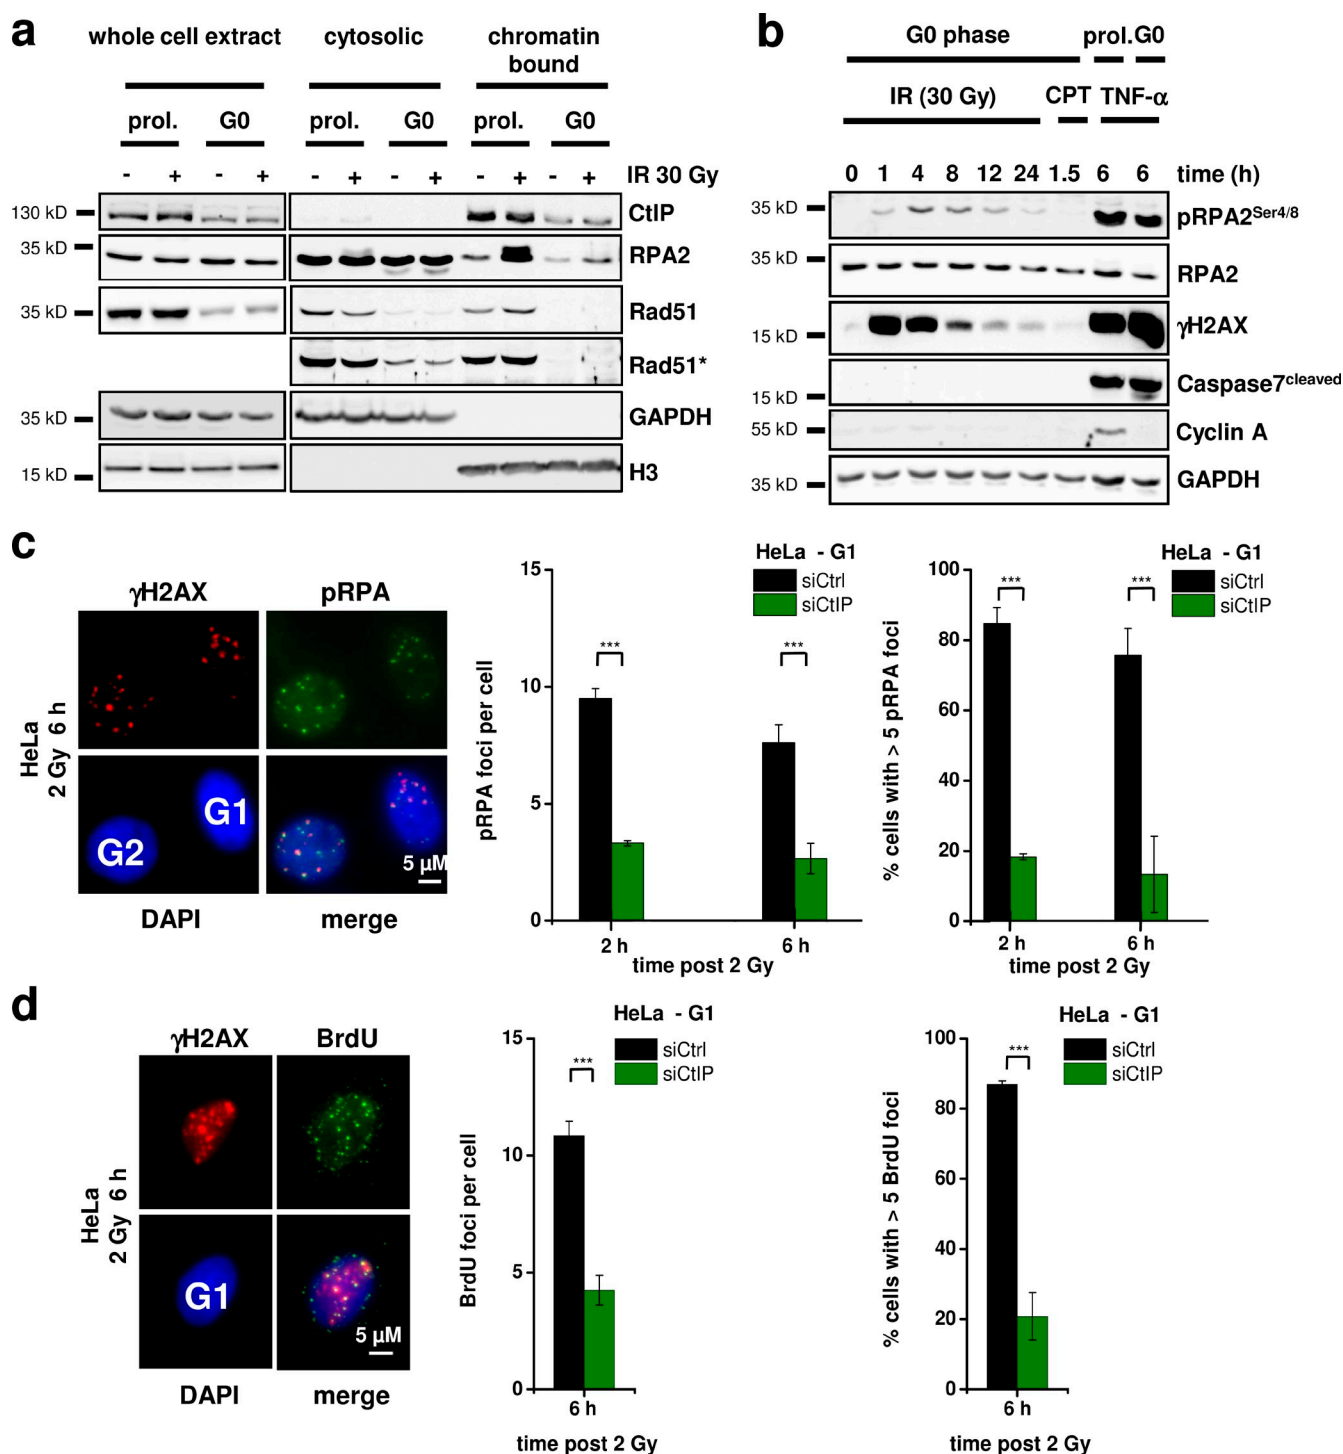 a
whole cell extract cytosolic chromatin
bound
prol. G0 prol. G0 prol. G0
- + - + - + - + - + - + IR 30 Gy
130 kD CtIP
35 kD RPA2
35 kD Rad51
Rad51*
35 kD GAPDH
15 kD H3
b
G0 phase prol. G0
IR (30 Gy) CPT TNF-α
0 1 4 8 12 24 1.5 6 6 time (h)
35 kD pRPA2Ser4/8
35 kD RPA2
15 kD γH2AX
15 kD Caspase7cleaved
55 kD Cyclin A
35 kD GAPDH
c
γH2AX pRPA
HeLa
2 Gy 6 h
G2 G1
5 µM
DAPI merge
HeLa - G1
siCtrl
siCtIP
pRPA foci per cell
15
10
5
0
*** ***
2 h 6 h
time post 2 Gy
HeLa - G1
siCtrl
siCtIP
% cells with > 5 pRPA foci
100
80
60
40
20
0
*** ***
2 h 6 h
time post 2 Gy
d
γH2AX BrdU
HeLa
2 Gy 6 h
G1
5 µM
DAPI merge
HeLa - G1
siCtrl
siCtIP
BrdU foci per cell
15
10
5
0
***
6 h
time post 2 Gy
HeLa - G1
siCtrl
siCtIP
% cells with > 5 BrdU foci
100
80
60
40
20
0
***
6 h
time post 2 Gy